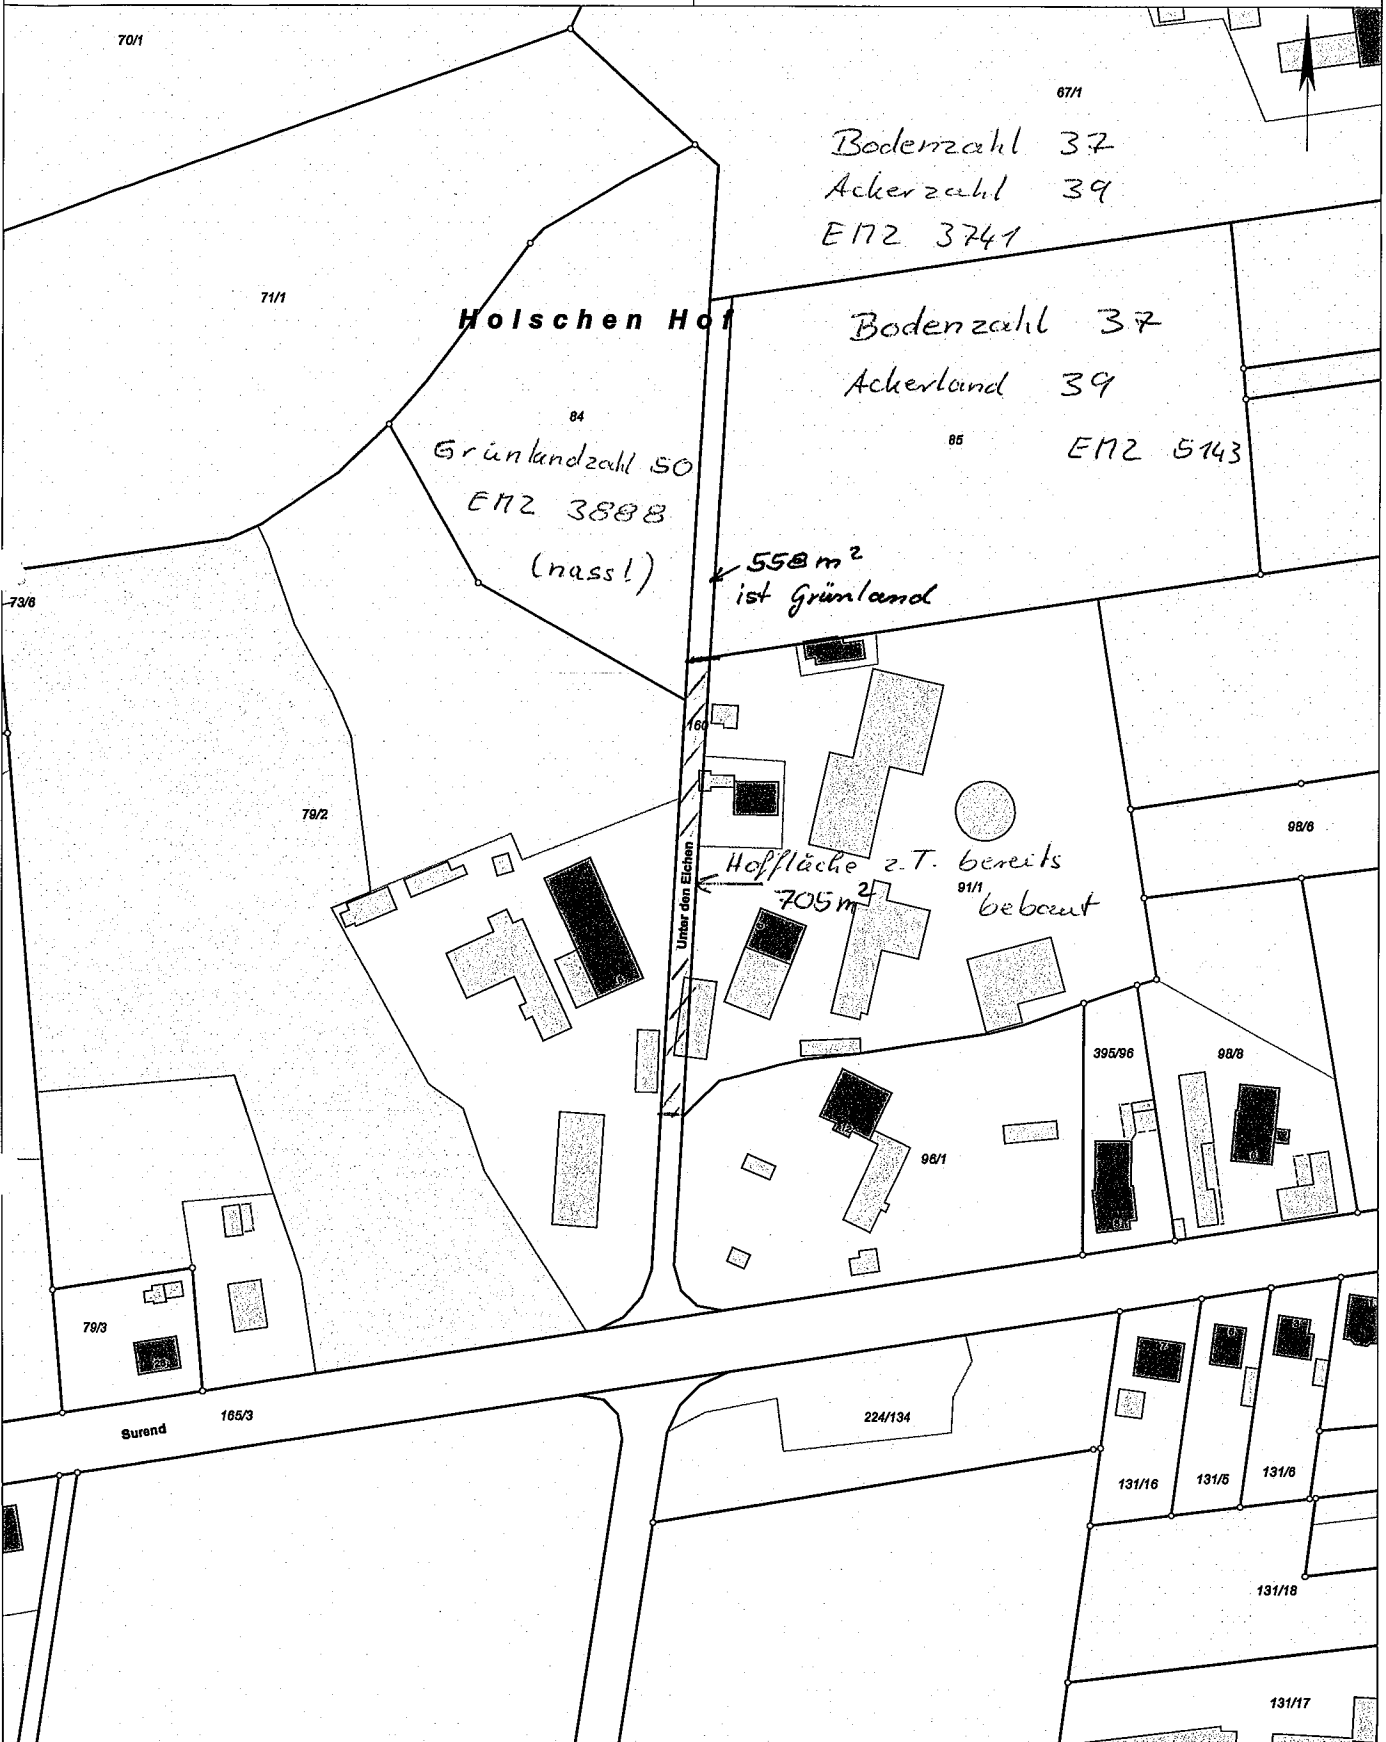 70/1
67/1
Bodenzahl 37
Ackerzahl 39
EMZ 3741
71/1
Holschen Hof
Bodenzahl 37
Ackerland 39
84
85
EMZ 5143
Grünlandzahl 50
EMZ 3888
(nass!)
558 m²
ist Grünland
73/6
160
79/2
98/6
Unter den Eichen
Hoffläche z.T. bereits
705 m²
91/1
bebaut
395/96
98/8
96/1
79/3
165/3
Surend
224/134
131/16
131/5
131/6
131/18
131/17